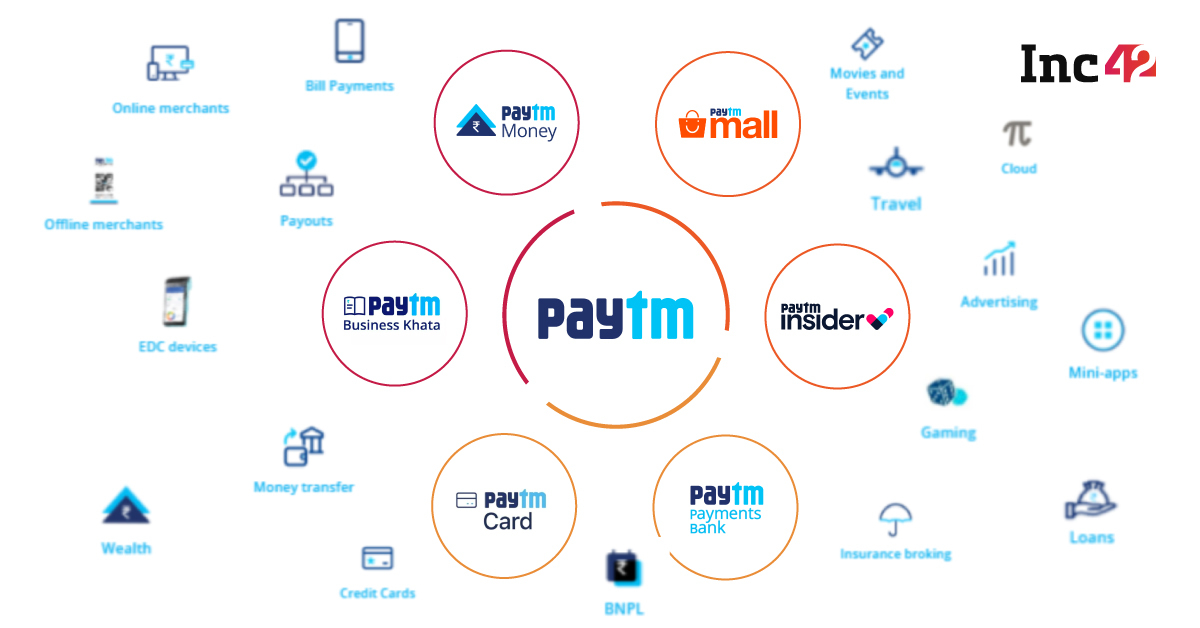 Inc42
Bill Payments
Online merchants
Movies and
Events
paytm
Money
paytm
mall
Cloud
Offline merchants
Payouts
Travel
paytm
Business Khata
paytm
paytm
insider
Advertising
EDC devices
Mini-apps
Gaming
Money transfer
paytm
Card
paytm
Payments
Bank
Wealth
Credit Cards
BNPL
Insurance broking
Loans